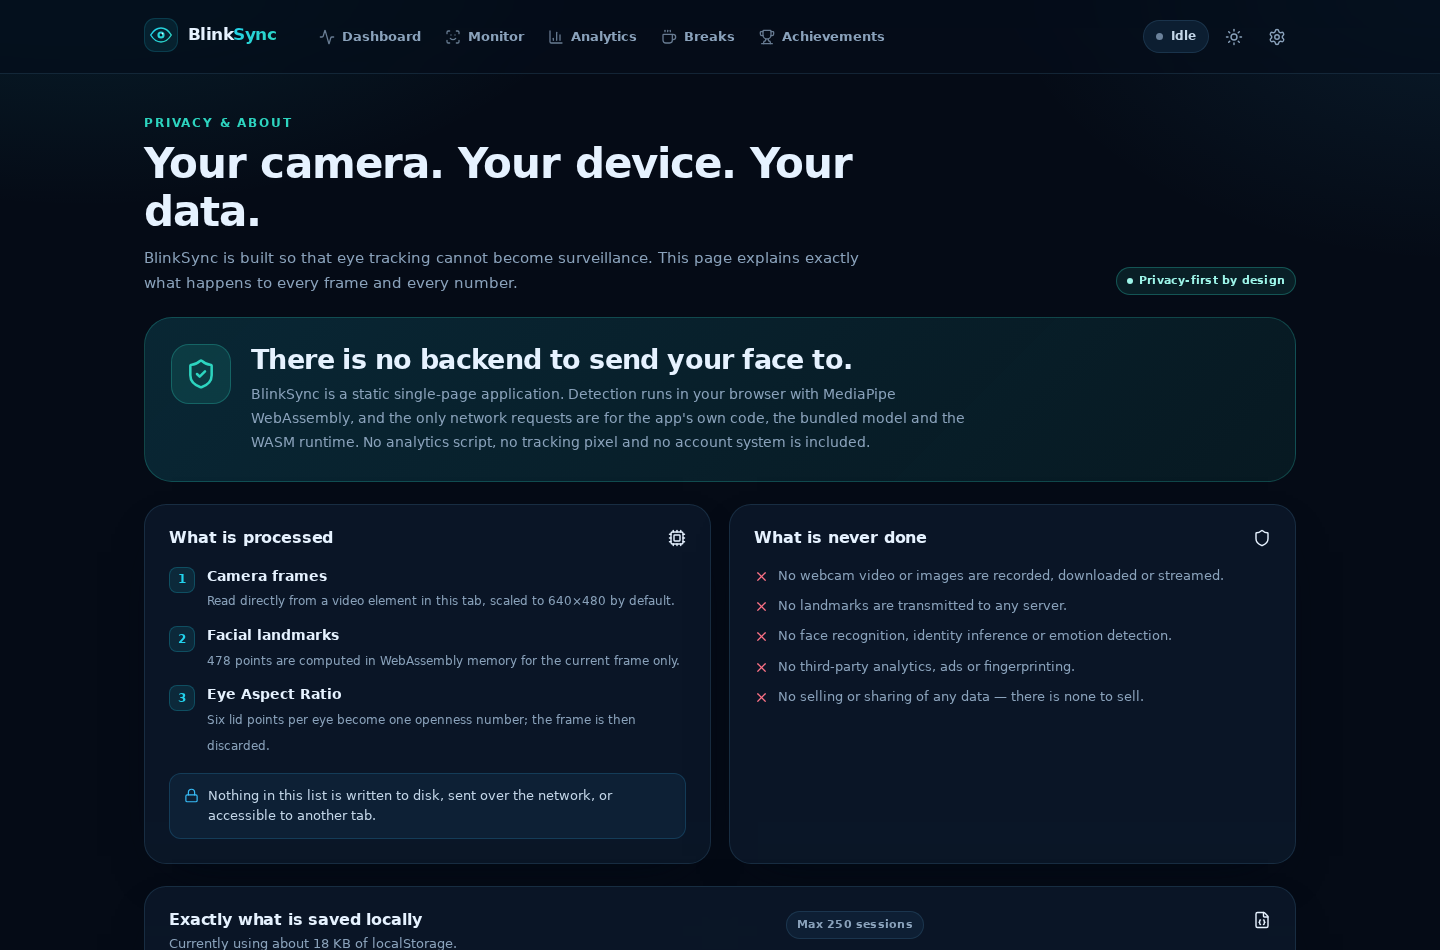 BlinkSync
Dashboard
Monitor
Analytics
Breaks
Achievements
Idle
PRIVACY & ABOUT
Your camera. Your device. Your
data.
BlinkSync is built so that eye tracking cannot become surveillance. This page explains exactly
what happens to every frame and every number.
Privacy-first by design
There is no backend to send your face to.
BlinkSync is a static single-page application. Detection runs in your browser with MediaPipe
WebAssembly, and the only network requests are for the app's own code, the bundled model and the
WASM runtime. No analytics script, no tracking pixel and no account system is included.
What is processed
1
Camera frames
Read directly from a video element in this tab, scaled to 640×480 by default.
2
Facial landmarks
478 points are computed in WebAssembly memory for the current frame only.
3
Eye Aspect Ratio
Six lid points per eye become one openness number; the frame is then
discarded.
Nothing in this list is written to disk, sent over the network, or
accessible to another tab.
What is never done
No webcam video or images are recorded, downloaded or streamed.
No landmarks are transmitted to any server.
No face recognition, identity inference or emotion detection.
No third-party analytics, ads or fingerprinting.
No selling or sharing of any data — there is none to sell.
Exactly what is saved locally
Currently using about 18 KB of localStorage.
Max 250 sessions